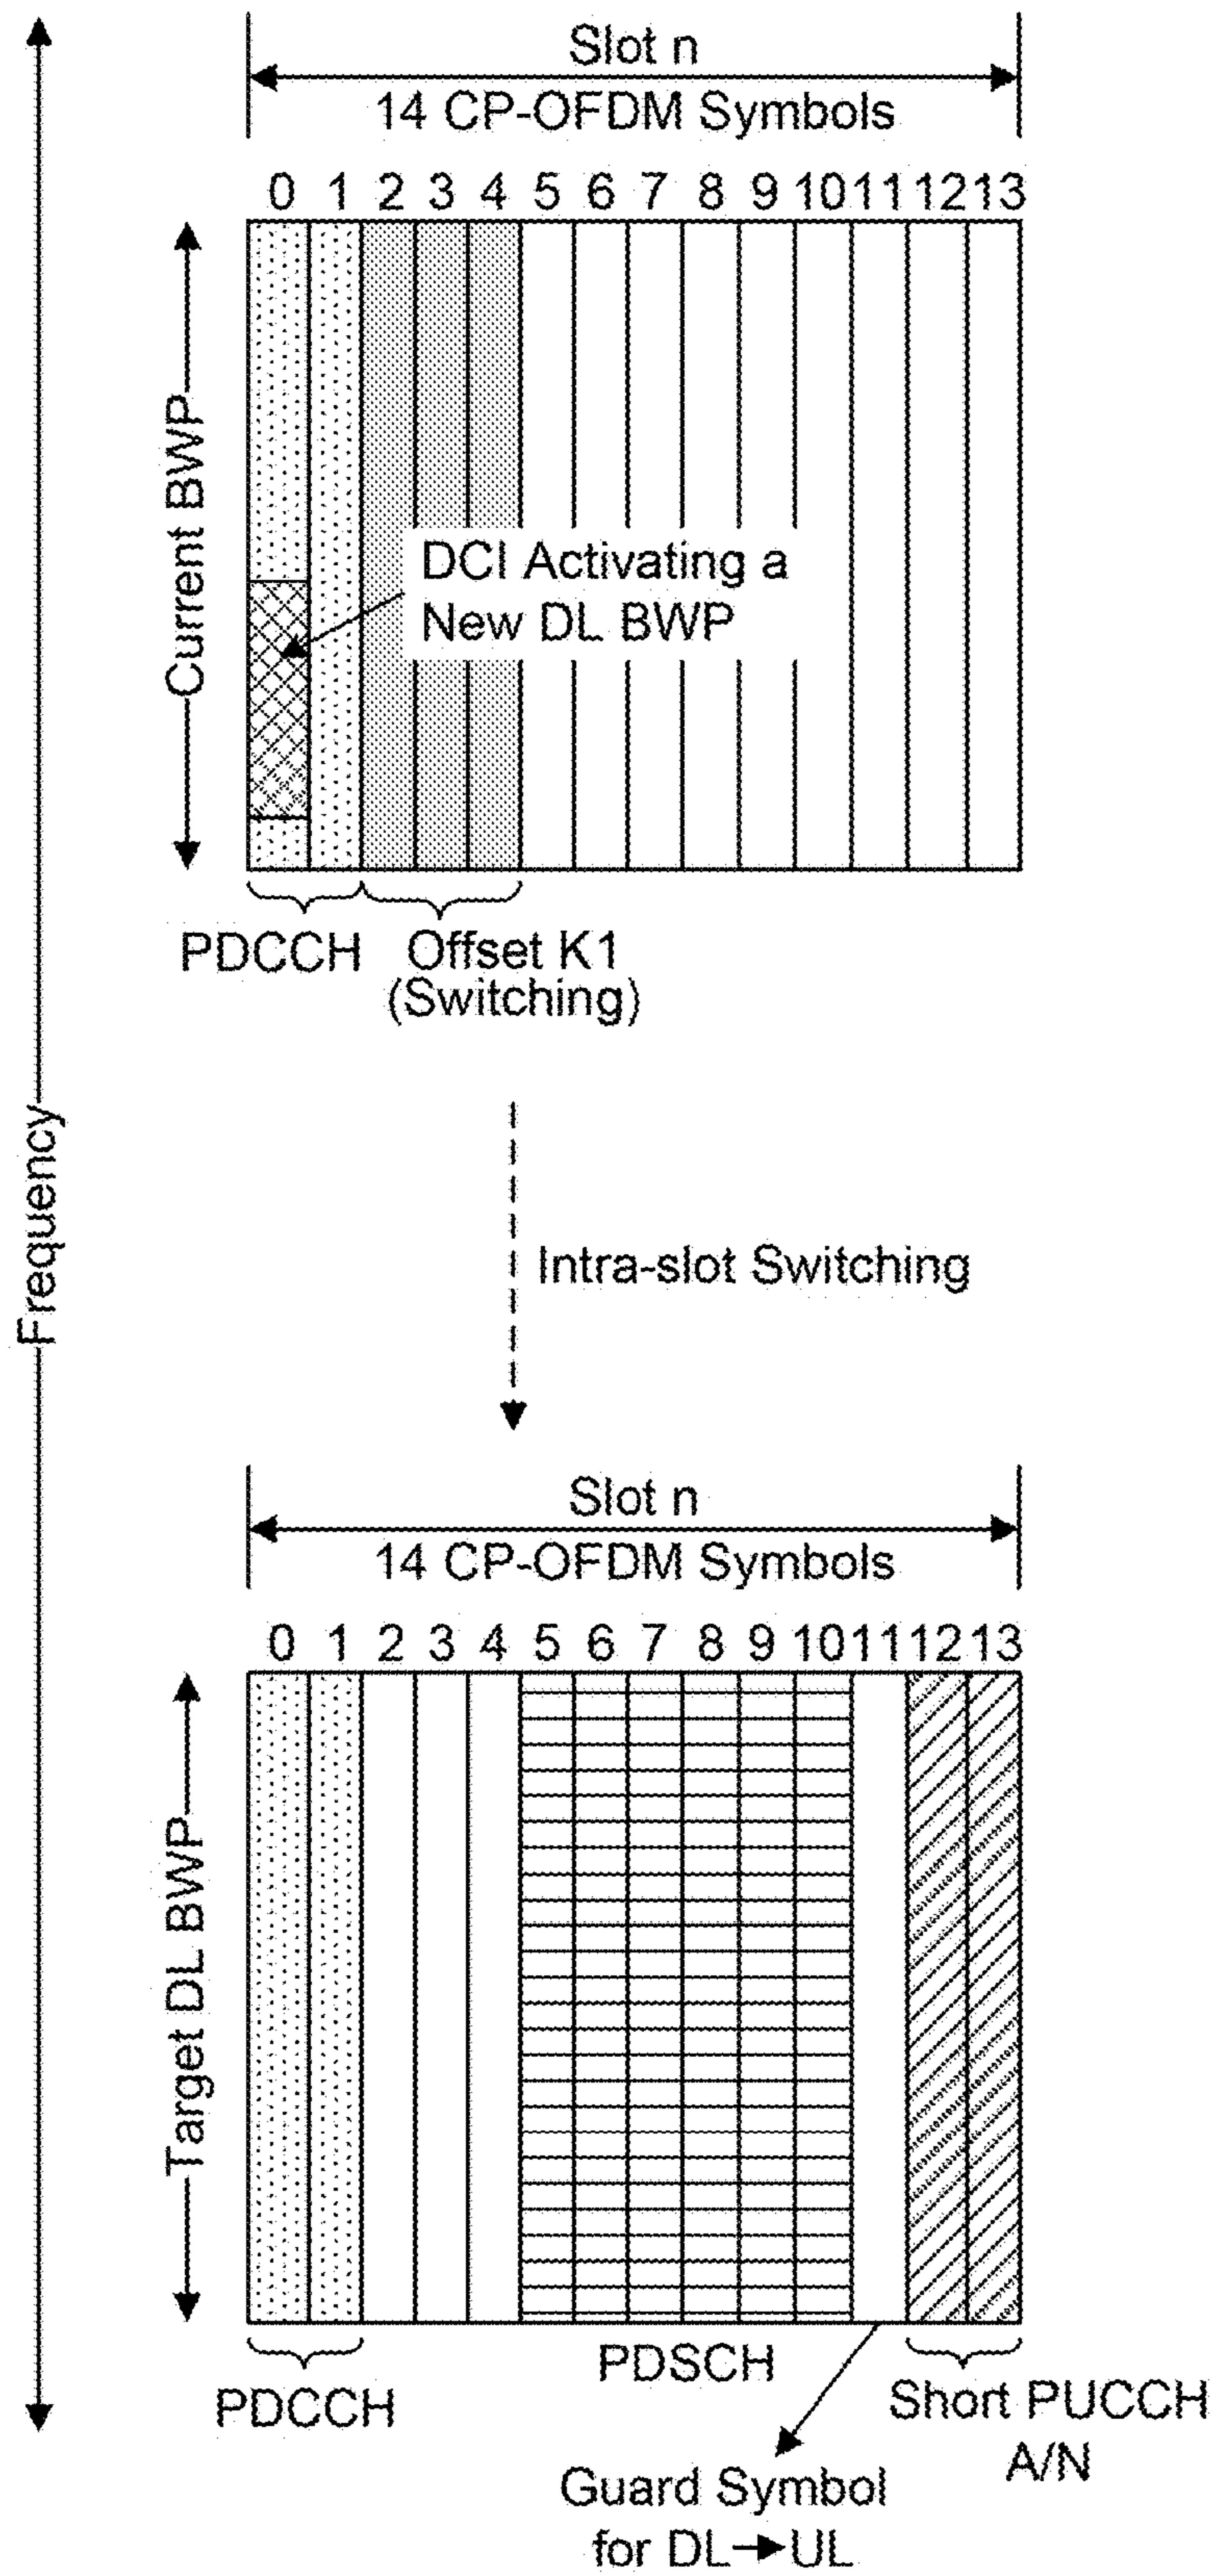 Slot n
14 CP-OFDM Symbols
0 1 2 3 4 5 6 7 8 9 10 11 12 13
Current BWP
DCI Activating a
New DL BWP
PDCCH
Offset K1
(Switching)
Frequency
Intra-slot Switching
Slot n
14 CP-OFDM Symbols
0 1 2 3 4 5 6 7 8 9 10 11 12 13
Target DL BWP
PDCCH
PDSCH
Short PUCCH
A/N
Guard Symbol
for DL→UL